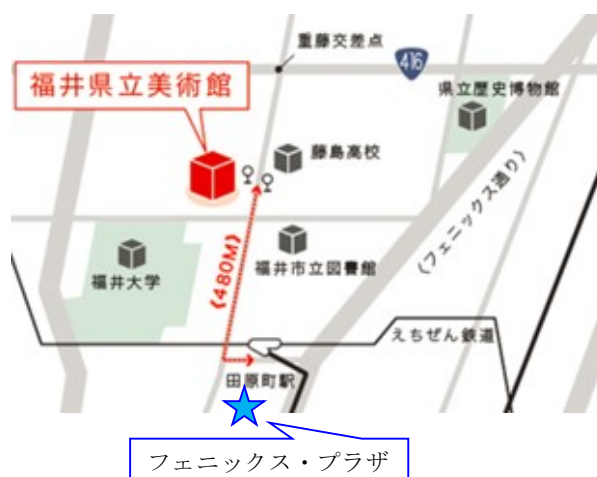 重藤交差点
416
福井県立美術館
県立歴史博物館
藤島高校
《フェニックス通り》
《480M》
福井市立図書館
福井大学
えちぜん鉄道
田原町駅
フェニックス・プラザ